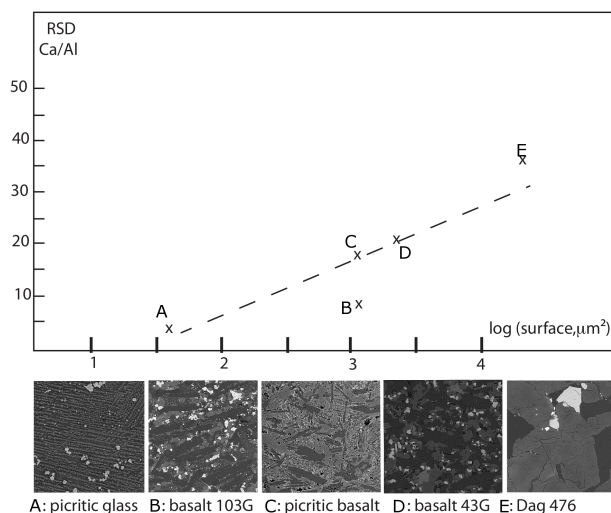 RSD
Ca/Al
50
40
30
20
10
E
C
D
A
B
log (surface,μm²)
1 2 3 4
A: picritic glass B: basalt 103G C: picritic basalt D: basalt 43G E: Dag 476